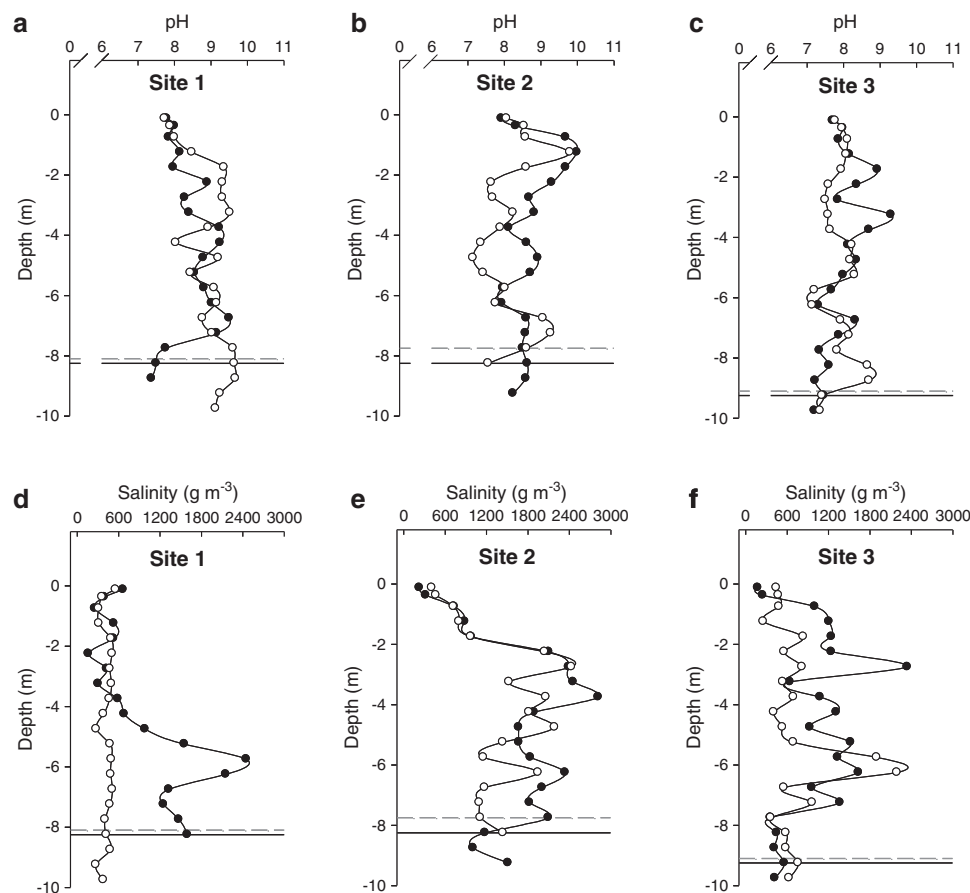 a b c
pH pH pH
0 6 7 8 9 10 11 0 6 7 8 9 10 11 0 6 7 8 9 10 11
Site 1 Site 2 Site 3
0 0 0
-2 -2 -2
-4 -4 -4
-6 -6 -6
-8 -8 -8
-10 -10 -10
Depth (m) Depth (m) Depth (m)
d e f
Salinity (g m⁻³) Salinity (g m⁻³) Salinity (g m⁻³)
0 600 1200 1800 2400 3000 0 600 1200 1800 2400 3000 0 600 1200 1800 2400 3000
Site 1 Site 2 Site 3
0 0 0
-2 -2 -2
-4 -4 -4
-6 -6 -6
-8 -8 -8
-10 -10 -10
Depth (m) Depth (m) Depth (m)